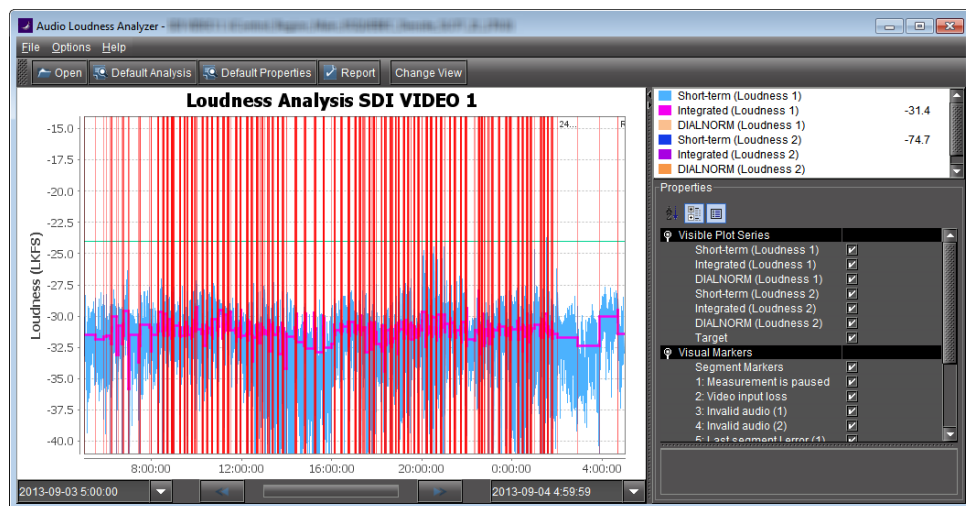 Audio Loudness Analyzer -
File Options Help
Open Default Analysis Default Properties Report Change View
Loudness Analysis SDI VIDEO 1
Loudness (LKFS)
-15.0
-17.5
-20.0
-22.5
-25.0
-27.5
-30.0
-32.5
-35.0
-37.5
-40.0
24...
R
8:00:00 12:00:00 16:00:00 20:00:00 0:00:00 4:00:00
2013-09-03 5:00:00 2013-09-04 4:59:59
Short-term (Loudness 1)
Integrated (Loudness 1) -31.4
DIALNORM (Loudness 1)
Short-term (Loudness 2) -74.7
Integrated (Loudness 2)
DIALNORM (Loudness 2)
Properties
Visible Plot Series
Short-term (Loudness 1)
Integrated (Loudness 1)
DIALNORM (Loudness 1)
Short-term (Loudness 2)
Integrated (Loudness 2)
DIALNORM (Loudness 2)
Target
Visual Markers
Segment Markers
1: Measurement is paused
2: Video input loss
3: Invalid audio (1)
4: Invalid audio (2)
5: Last segment I error (1)